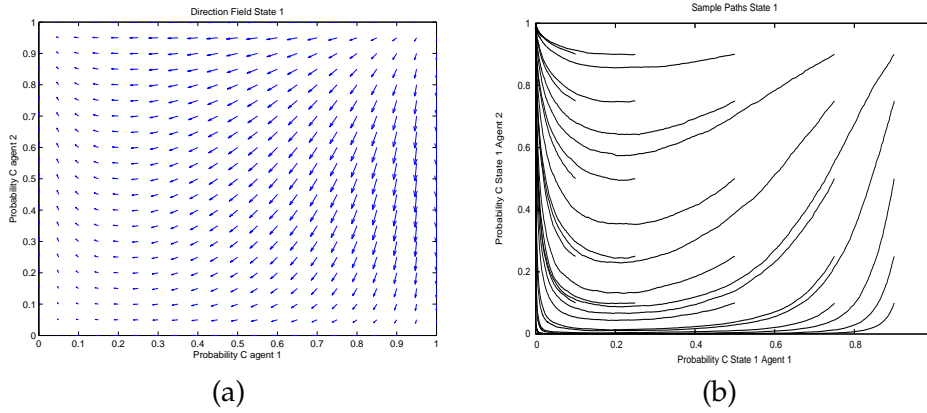 Direction Field State 1
1
0.9
0.8
0.7
0.6
0.5
0.4
0.3
0.2
0.1
0
Probability C agent 2
0 0.1 0.2 0.3 0.4 0.5 0.6 0.7 0.8 0.9 1
Probability C agent 1
(a)
Sample Paths State 1
1
0.8
0.6
0.4
0.2
0
Probability C State 1 Agent 2
0 0.2 0.4 0.6 0.8
Probability C State 1 Agent 1
(b)